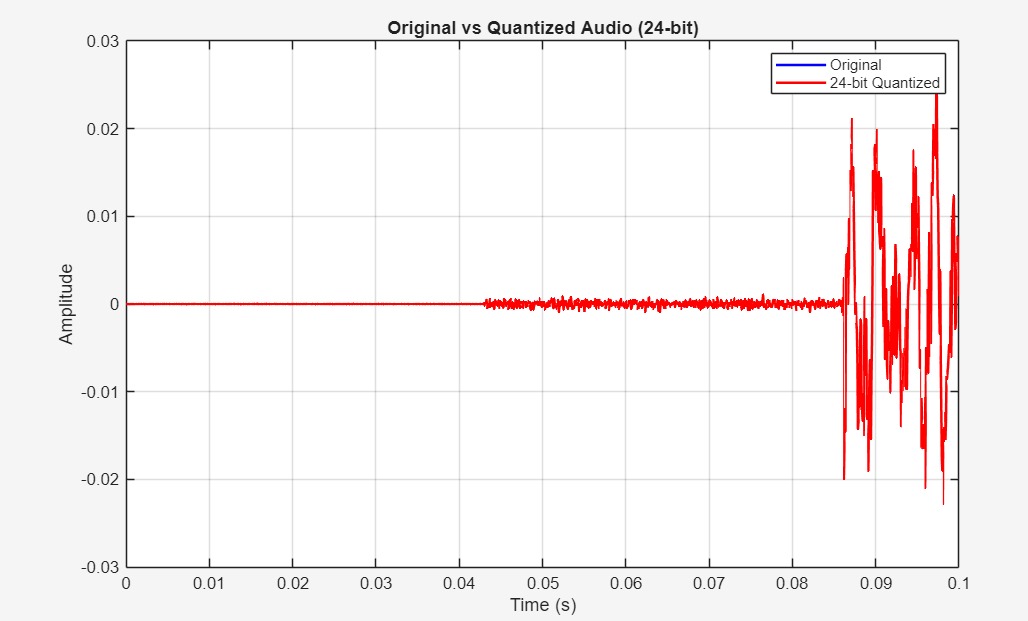 Original vs Quantized Audio (24-bit)
Original
24-bit Quantized
0.03
0.02
0.01
0
-0.01
-0.02
-0.03
Amplitude
0 0.01 0.02 0.03 0.04 0.05 0.06 0.07 0.08 0.09 0.1
Time (s)